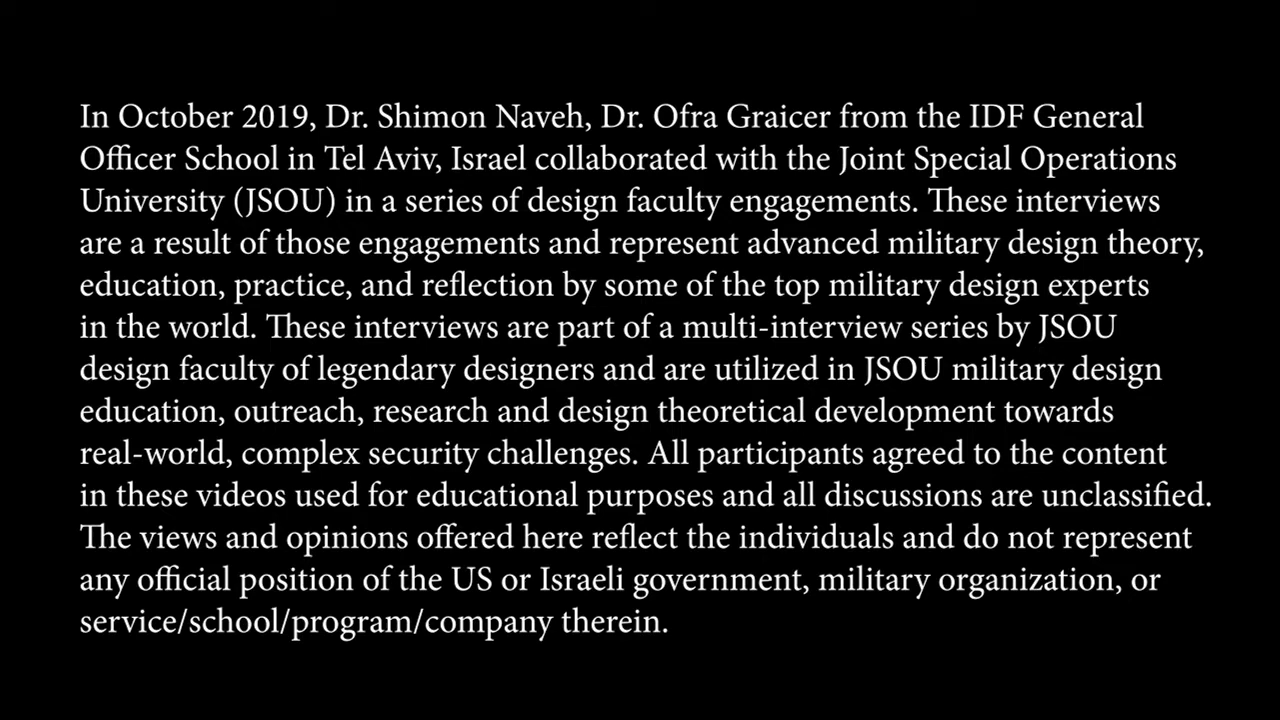 In October 2019, Dr. Shimon Naveh, Dr. Ofra Graicer from the IDF General
Officer School in Tel Aviv, Israel collaborated with the Joint Special Operations
University (JSOU) in a series of design faculty engagements. These interviews
are a result of those engagements and represent advanced military design theory,
education, practice, and reflection by some of the top military design experts
in the world. These interviews are part of a multi-interview series by JSOU
design faculty of legendary designers and are utilized in JSOU military design
education, outreach, research and design theoretical development towards
real-world, complex security challenges. All participants agreed to the content
in these videos used for educational purposes and all discussions are unclassified.
The views and opinions offered here reflect the individuals and do not represent
any official position of the US or Israeli government, military organization, or
service/school/program/company therein.